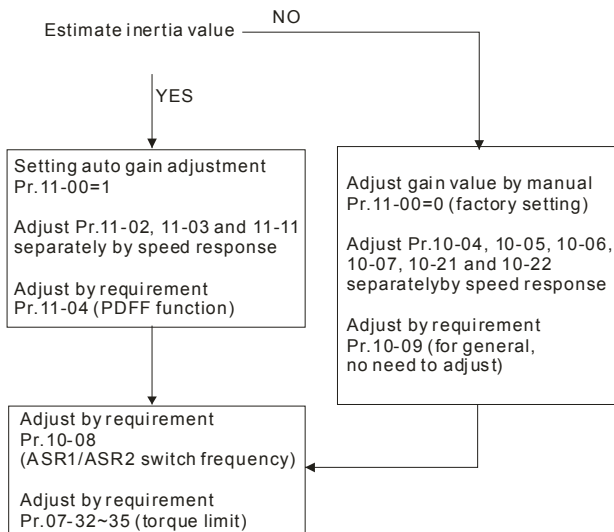 Estimate inertia value
NO
YES
Setting auto gain adjustment
Pr.11-00=1
Adjust Pr.11-02, 11-03 and 11-11
separately by speed response
Adjust by requirement
Pr.11-04 (PDFF function)
Adjust gain value by manual
Pr.11-00=0 (factory setting)
Adjust Pr.10-04, 10-05, 10-06,
10-07, 10-21 and 10-22
separatelyby speed response
Adjust by requirement
Pr.10-09 (for general,
no need to adjust)
Adjust by requirement
Pr.10-08
(ASR1/ASR2 switch frequency)
Adjust by requirement
Pr.07-32~35 (torque limit)